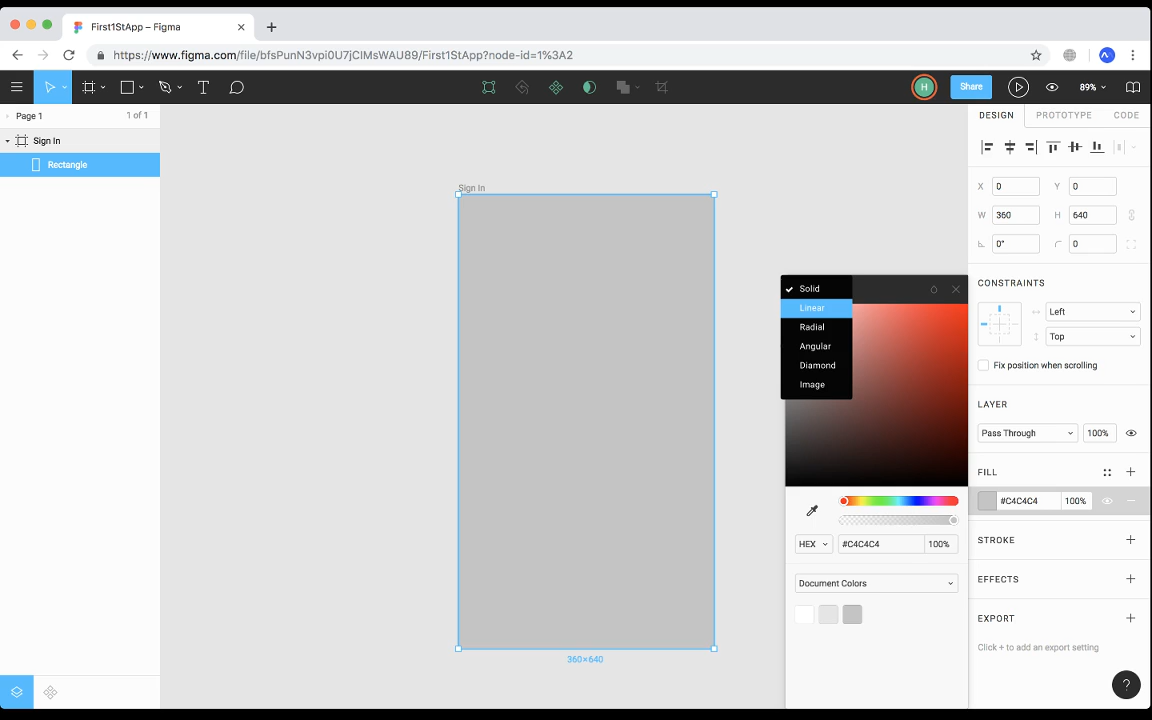 First1StApp – Figma
https://www.figma.com/file/bfsPunN3vpi0U7jClMsWAU89/First1StApp?node-id=1%3A2
H
Share
89%
Page 1
1 of 1
Sign In
Rectangle
Sign In
360×640
Solid
Linear
Radial
Angular
Diamond
Image
HEX
#C4C4C4
100%
Document Colors
DESIGN
PROTOTYPE
CODE
X 0
Y 0
W 360
H 640
0°
0
CONSTRAINTS
Left
Top
Fix position when scrolling
LAYER
Pass Through
100%
FILL
#C4C4C4
100%
STROKE
EFFECTS
EXPORT
Click + to add an export setting
?